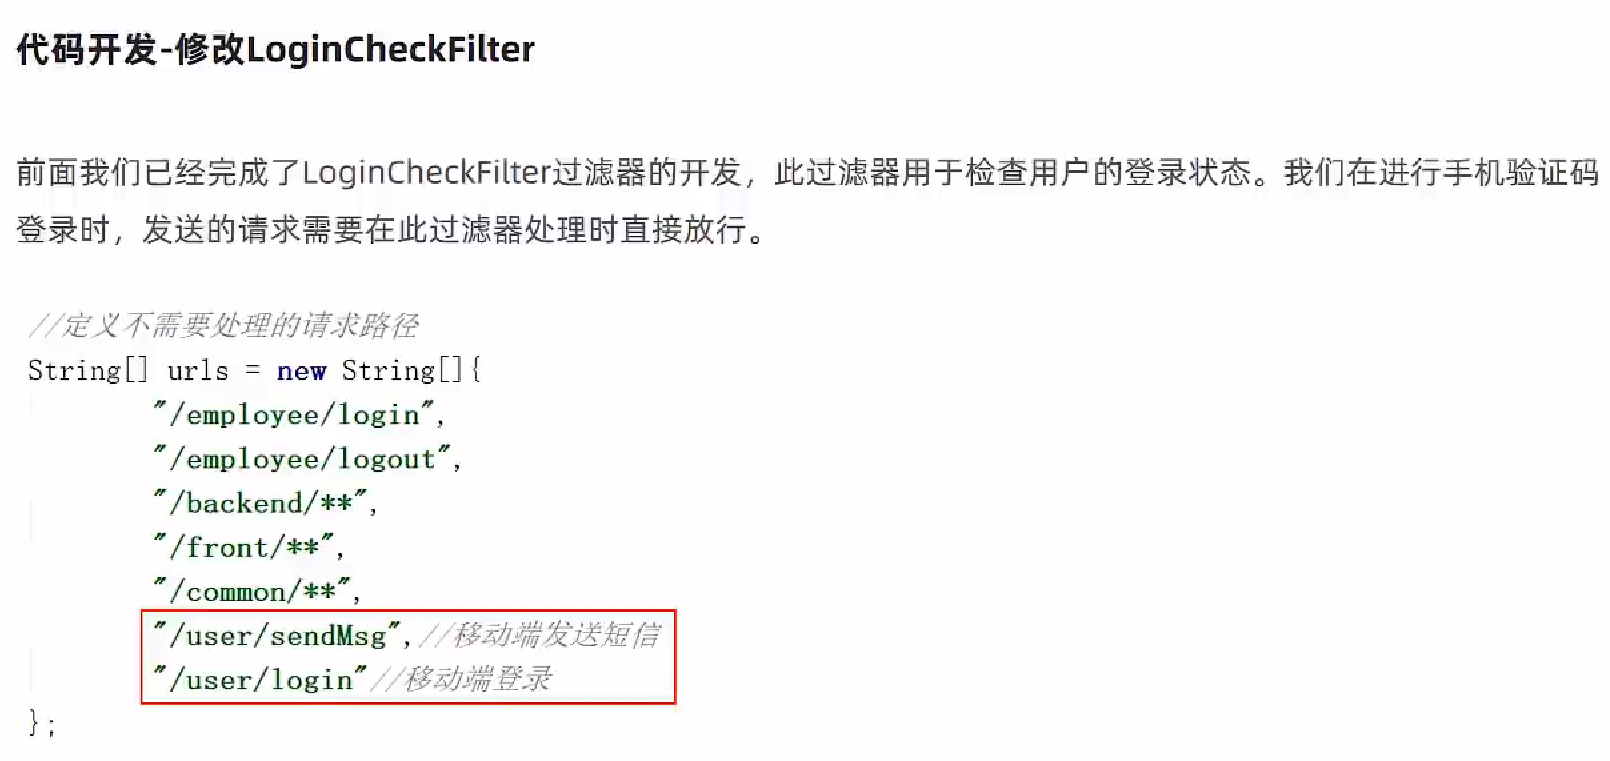 代码开发-修改LoginCheckFilter
前面我们已经完成了LoginCheckFilter过滤器的开发，此过滤器用于检查用户的登录状态。我们在进行手机验证码
登录时，发送的请求需要在此过滤器处理时直接放行。
//定义不需要处理的请求路径
String[] urls = new String[]{
"/employee/login",
"/employee/logout",
"/backend/**",
"/front/**",
"/common/**",
"/user/sendMsg",//移动端发送短信
"/user/login"//移动端登录
};